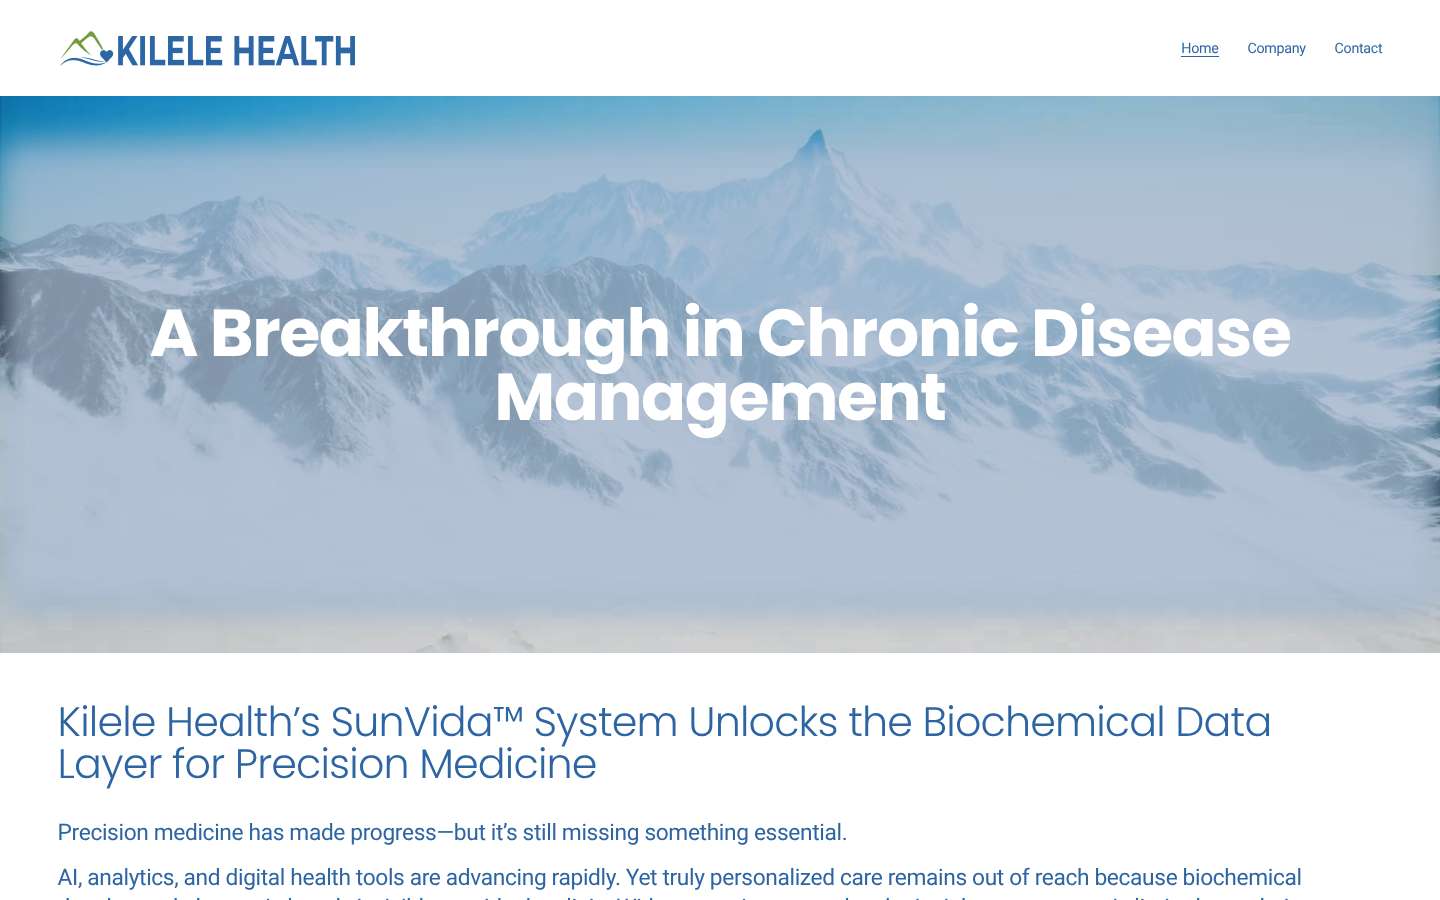 KILELE HEALTH
Home
Company
Contact
A Breakthrough in Chronic Disease
Management
Kilele Health’s SunVida™ System Unlocks the Biochemical Data
Layer for Precision Medicine
Precision medicine has made progress—but it’s still missing something essential.
AI, analytics, and digital health tools are advancing rapidly. Yet truly personalized care remains out of reach because biochemical